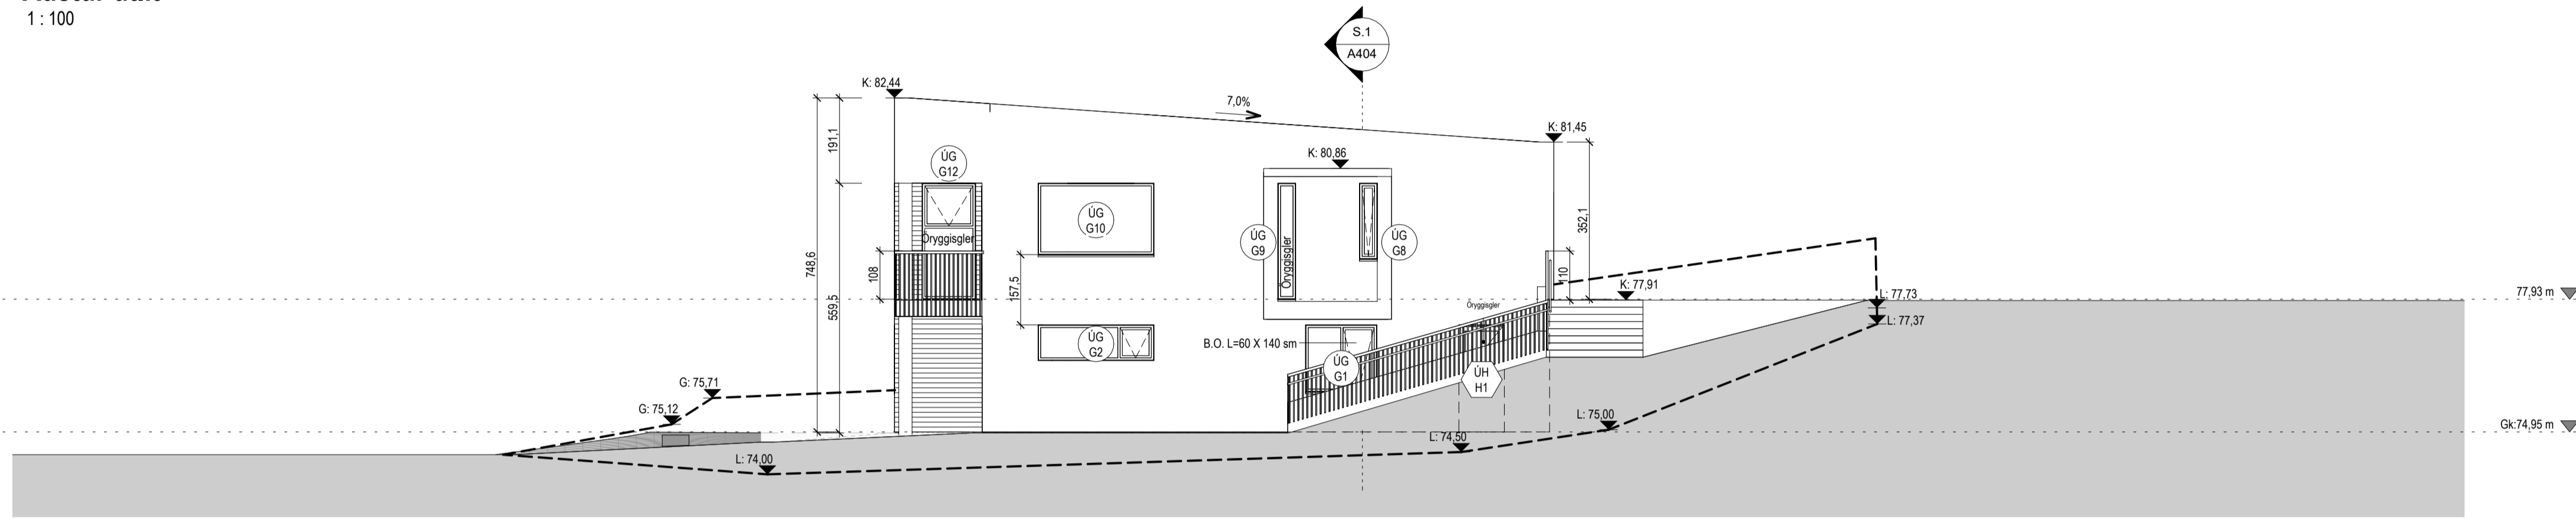 1 : 100
S.1
A404
K: 82,44
7,0%
K: 81,45
191,1
ÚG
G12
K: 80,86
352,1
ÚG
G10
ÚG
G9
Öryggisgler
ÚG
G8
Öryggisgler
748,6
559,5
108
157,5
110
K: 77,91
Öryggisgler
L: 77,73
77,93 m
L: 77,37
ÚG
G2
B.O. L=60 X 140 sm
ÚG
G1
ÚH
H1
G: 75,71
G: 75,12
L: 75,00
Gk:74,95 m
L: 74,50
L: 74,00